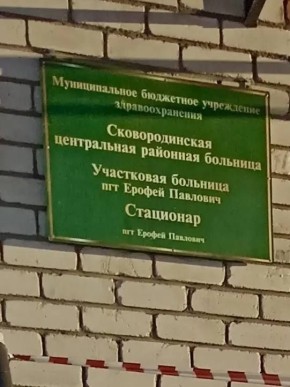 Муниципальное бюджетное учреждение
здравоохранения
Сковородинская
центральная районная больница
Участковая больница
пгт Ерофей Павлович
Стационар
пгт Ерофей Павлович